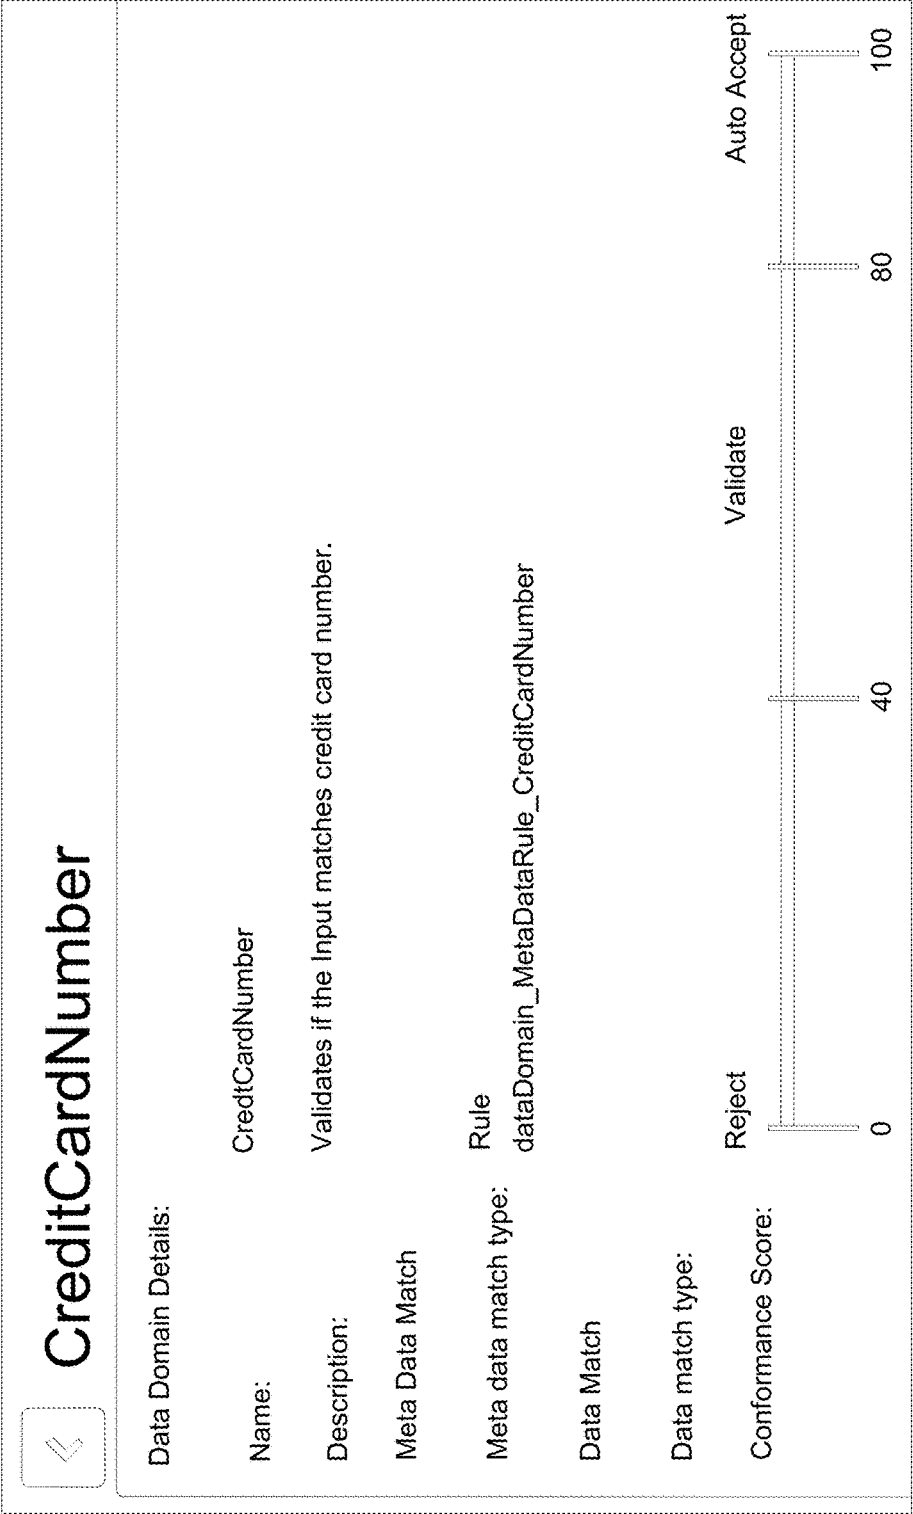 CreditCardNumber
Data Domain Details:
Name: CredtCardNumber
Description: Validates if the Input matches credit card number.
Meta Data Match
Meta data match type: Rule
dataDomain_MetaDataRule_CreditCardNumber
Data Match
Data match type:
Conformance Score: Reject Validate Auto Accept
0 40 80 100